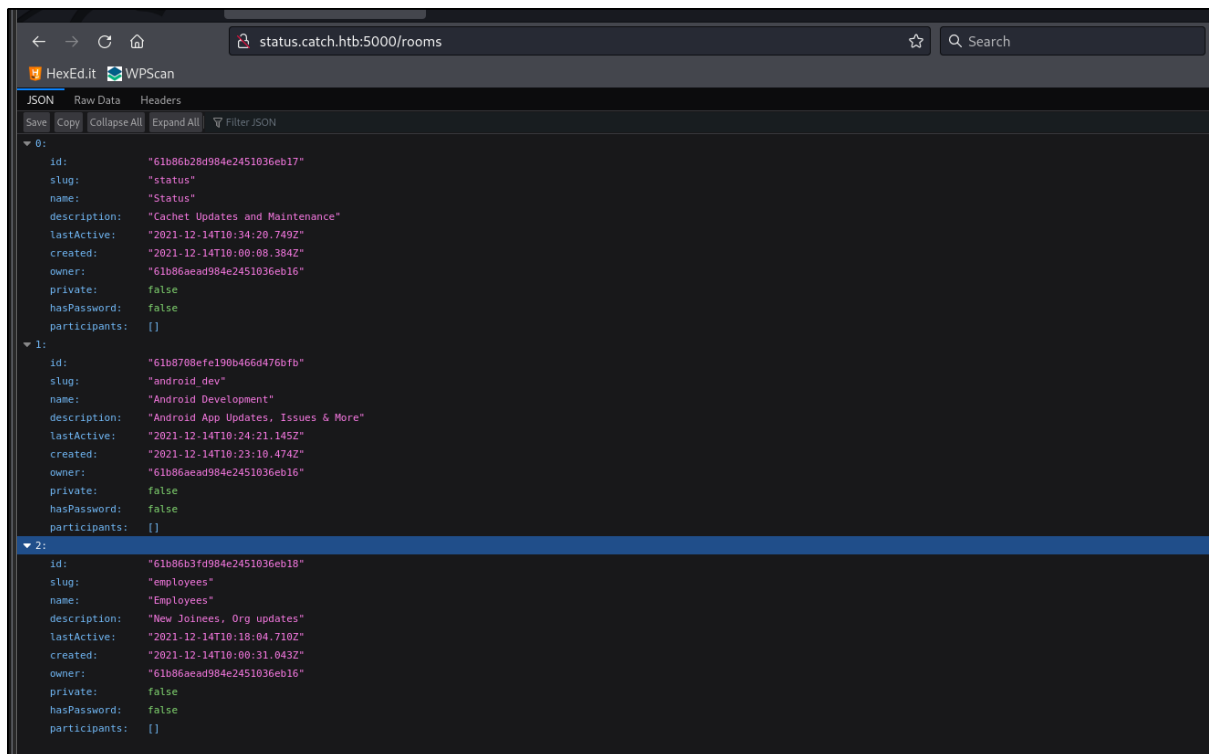 status.catch.htb:5000/rooms
Search
HexEd.it WPScan
JSON Raw Data Headers
Save Copy Collapse All Expand All Filter JSON
0:
id: "61b86b28d984e2451036eb17"
slug: "status"
name: "Status"
description: "Cachet Updates and Maintenance"
lastActive: "2021-12-14T10:34:20.749Z"
created: "2021-12-14T10:00:08.384Z"
owner: "61b86aead984e2451036eb16"
private: false
hasPassword: false
participants: []
1:
id: "61b8708efe190b466d476bfb"
slug: "android_dev"
name: "Android Development"
description: "Android App Updates, Issues & More"
lastActive: "2021-12-14T10:24:21.145Z"
created: "2021-12-14T10:23:10.474Z"
owner: "61b86aead984e2451036eb16"
private: false
hasPassword: false
participants: []
2:
id: "61b86b3fd984e2451036eb18"
slug: "employees"
name: "Employees"
description: "New Joinees, Org updates"
lastActive: "2021-12-14T10:18:04.710Z"
created: "2021-12-14T10:00:31.043Z"
owner: "61b86aead984e2451036eb16"
private: false
hasPassword: false
participants: []